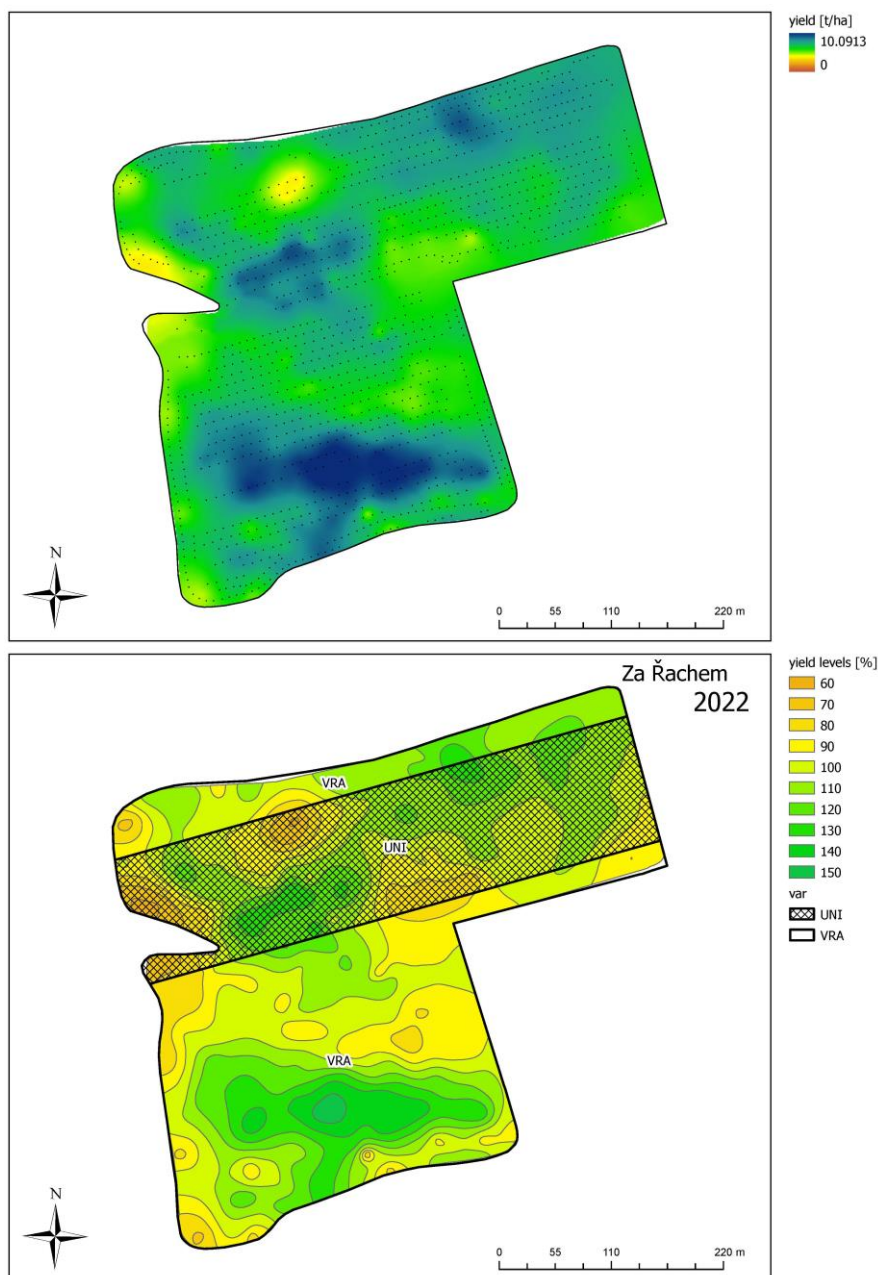 yield [t/ha]
10.0913
0
N
0 55 110 220 m
Za Řachem
2022
yield levels [%]
60
70
80
90
100
110
120
130
140
150
var
UNI
VRA
VRA
UNI
VRA
N
0 55 110 220 m